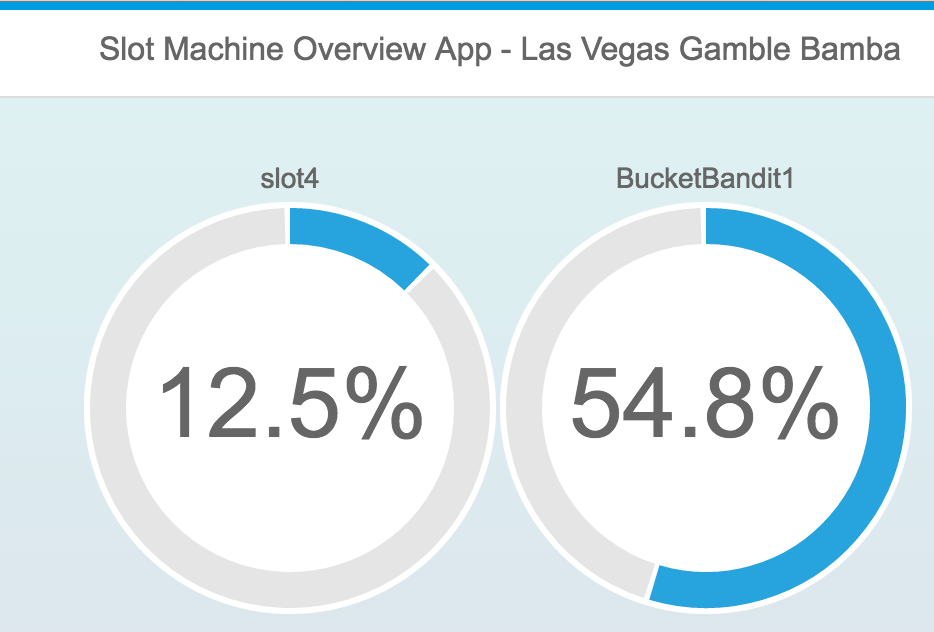 Slot Machine Overview App - Las Vegas Gamble Bamba
slot4
BucketBandit1
12.5%
54.8%